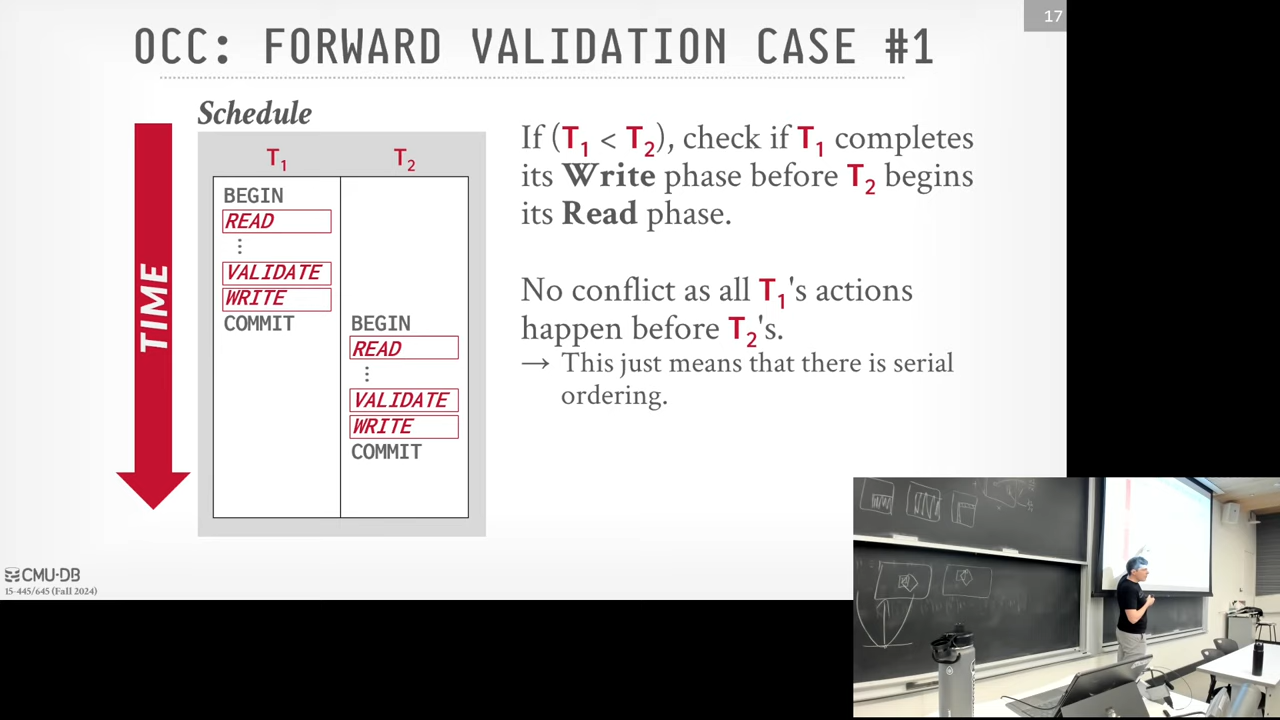 17
OCC: FORWARD VALIDATION CASE #1
Schedule
TIME
T1 T2
BEGIN
READ
⋮
VALIDATE
WRITE
COMMIT BEGIN
READ
⋮
VALIDATE
WRITE
COMMIT
If (T1 < T2), check if T1 completes
its Write phase before T2 begins
its Read phase.
No conflict as all T1's actions
happen before T2's.
→ This just means that there is serial
ordering.
CMU·DB
15-445/645 (Fall 2024)